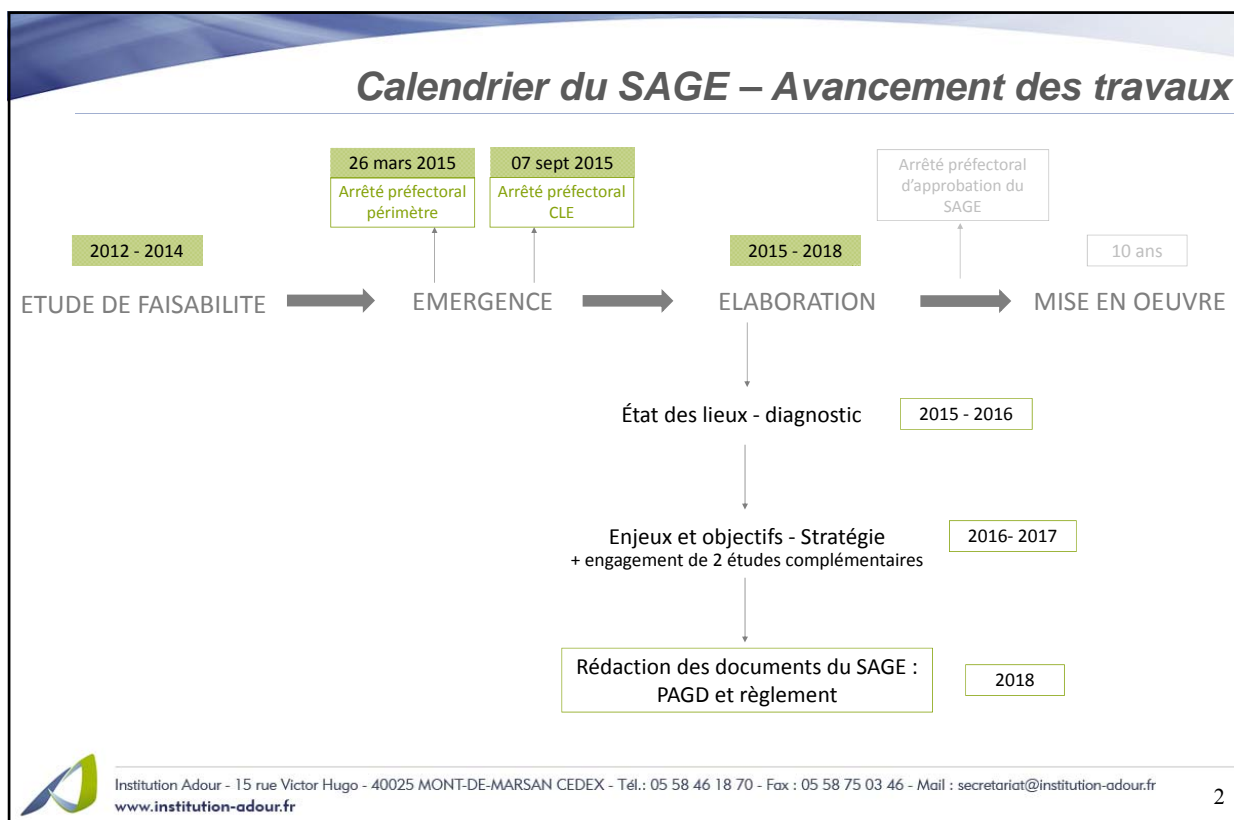 Calendrier du SAGE – Avancement des travaux
26 mars 2015
Arrêté préfectoral
périmètre
07 sept 2015
Arrêté préfectoral
CLE
Arrêté préfectoral
d'approbation du
SAGE
2012 - 2014
2015 - 2018
10 ans
ETUDE DE FAISABILITE
EMERGENCE
ELABORATION
MISE EN OEUVRE
État des lieux - diagnostic
2015 - 2016
Enjeux et objectifs - Stratégie
+ engagement de 2 études complémentaires
2016- 2017
Rédaction des documents du SAGE :
PAGD et règlement
2018
Institution Adour - 15 rue Victor Hugo - 40025 MONT-DE-MARSAN CEDEX - Tél.: 05 58 46 18 70 - Fax : 05 58 75 03 46 - Mail : secretariat@institution-adour.fr
www.institution-adour.fr
2